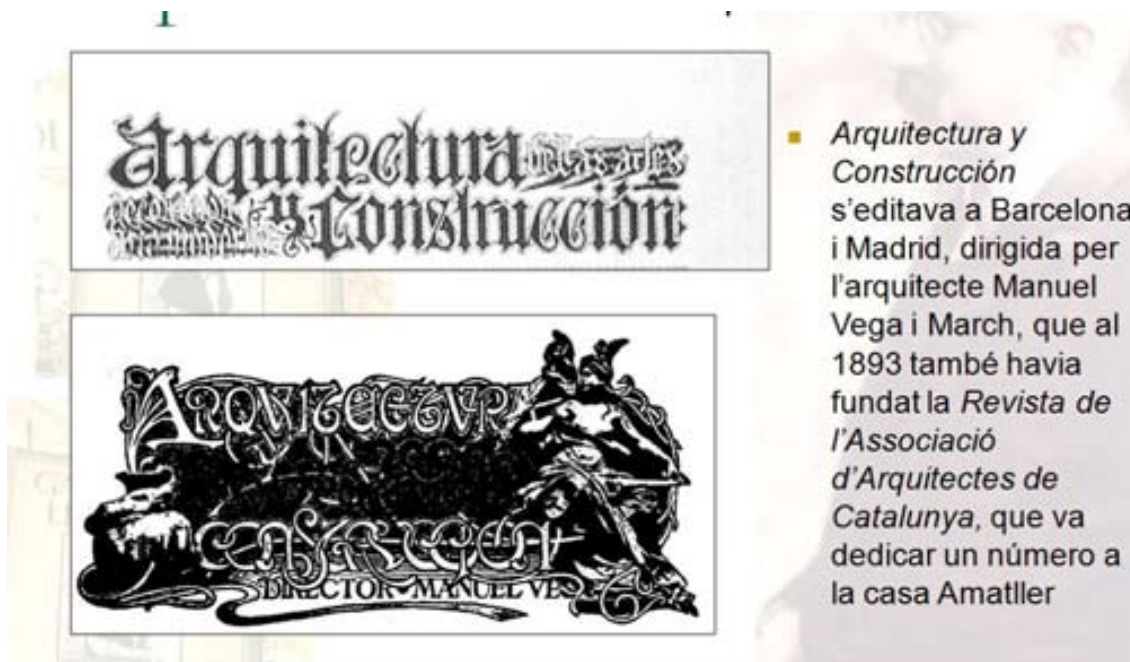 Arquitectura
y Construcción
ARQVITECTVRA
DIRECTOR MANUEL VE
Arquitectura y
Construcción
s’editava a Barcelona
i Madrid, dirigida per
l’arquitecte Manuel
Vega i March, que al
1893 també havia
fundat la Revista de
l’Associació
d’Arquitectes de
Catalunya, que va
dedicar un número a
la casa Amatller